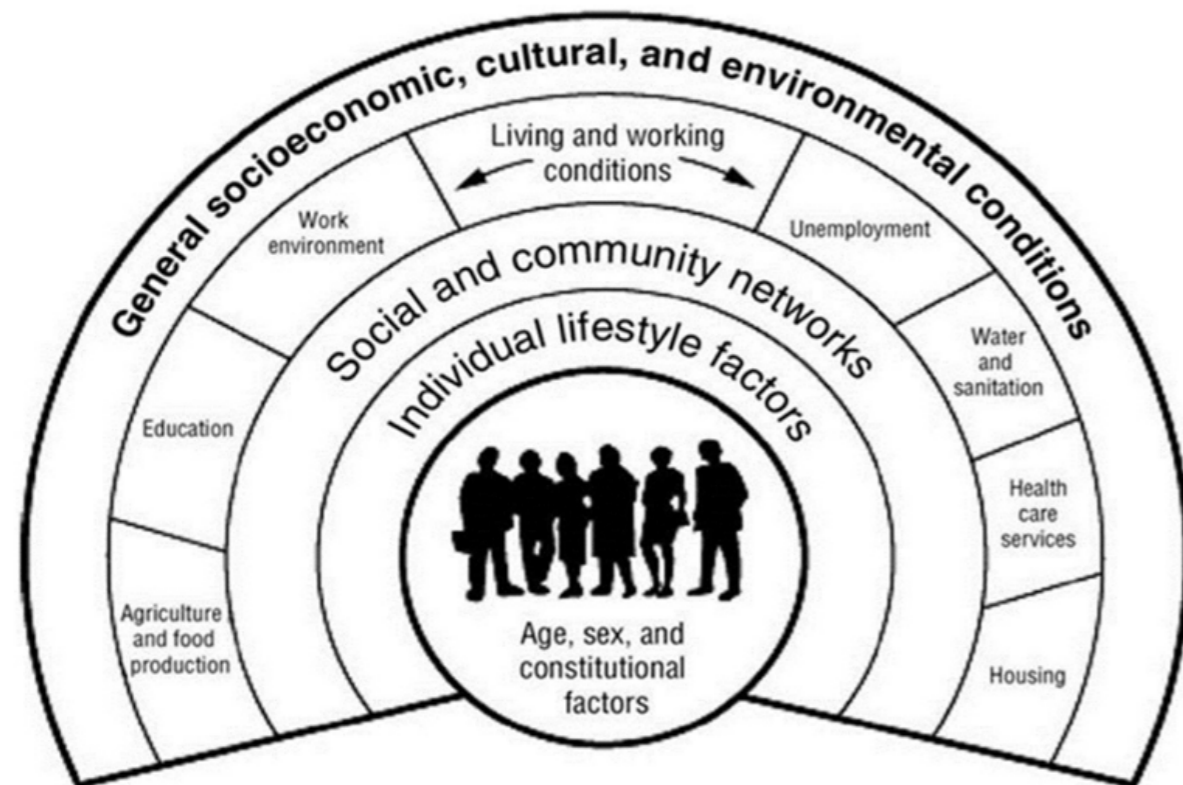 General socioeconomic, cultural, and environmental conditions
Living and working
conditions
Work
environment
Unemployment
Education
Water
and
sanitation
Agriculture
and food
production
Health
care
services
Housing
Social and community networks
Individual lifestyle factors
Age, sex, and
constitutional
factors